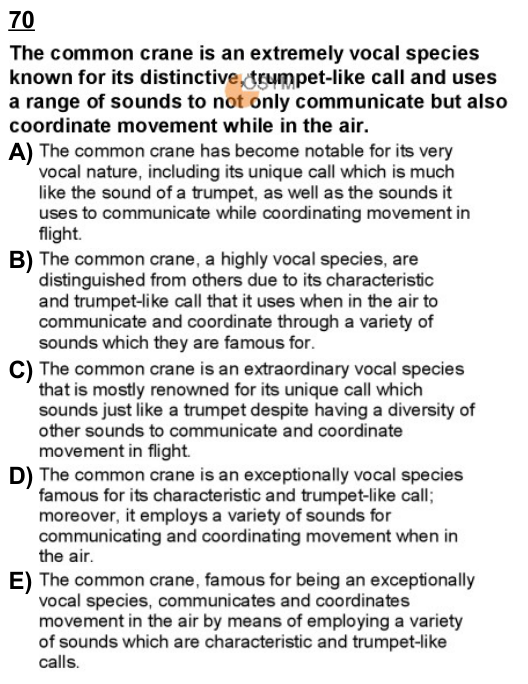 70
The common crane is an extremely vocal species
known for its distinctive, trumpet-like call and uses
a range of sounds to not only communicate but also
coordinate movement while in the air.
A) The common crane has become notable for its very
vocal nature, including its unique call which is much
like the sound of a trumpet, as well as the sounds it
uses to communicate while coordinating movement in
flight.
B) The common crane, a highly vocal species, are
distinguished from others due to its characteristic
and trumpet-like call that it uses when in the air to
communicate and coordinate through a variety of
sounds which they are famous for.
C) The common crane is an extraordinary vocal species
that is mostly renowned for its unique call which
sounds just like a trumpet despite having a diversity of
other sounds to communicate and coordinate
movement in flight.
D) The common crane is an exceptionally vocal species
famous for its characteristic and trumpet-like call;
moreover, it employs a variety of sounds for
communicating and coordinating movement when in
the air.
E) The common crane, famous for being an exceptionally
vocal species, communicates and coordinates
movement in the air by means of employing a variety
of sounds which are characteristic and trumpet-like
calls.